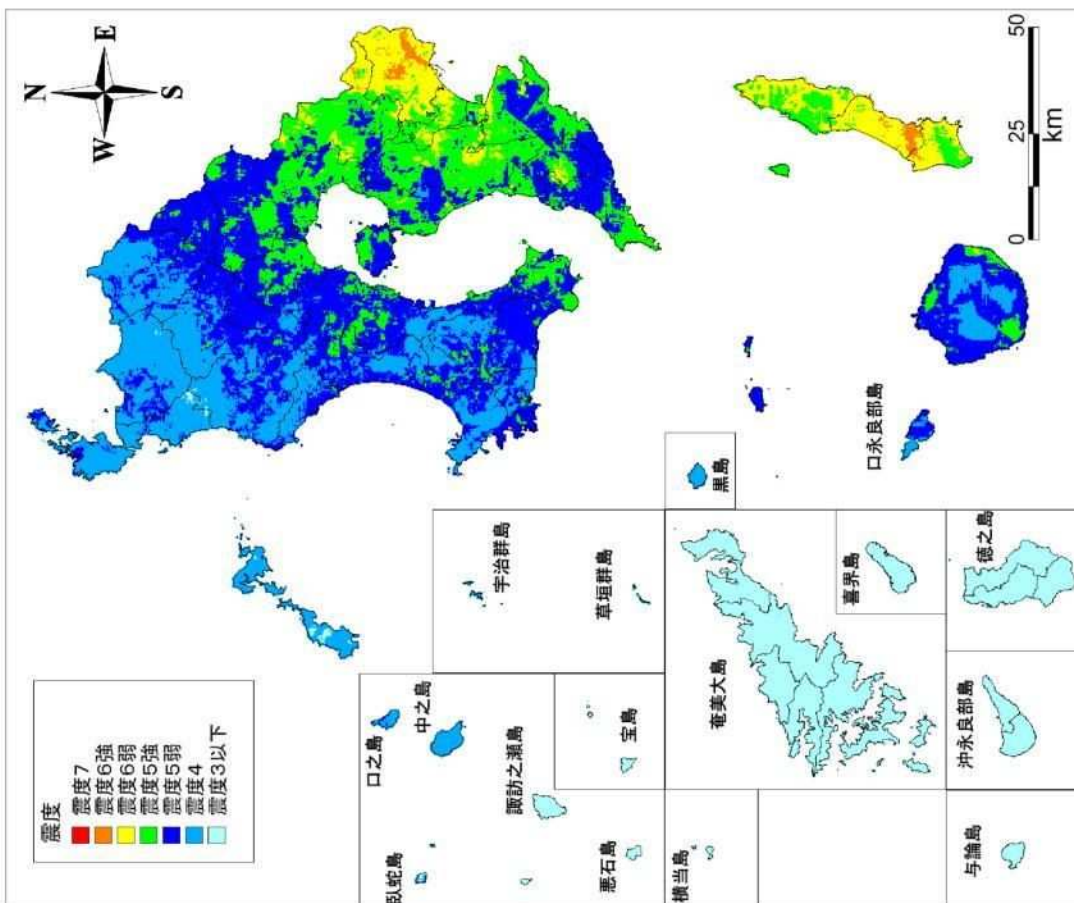 N
W
E
S
震度
震度7
震度6強
震度6弱
震度5強
震度5弱
震度4
震度3以下
口之島
中之島
臥蛇島
諏訪之瀬島
悪石島
宝島
宇治群島
草垣群島
黒島
口永良部島
横当島
奄美大島
喜界島
徳之島
沖永良部島
与論島
0
25
50
km